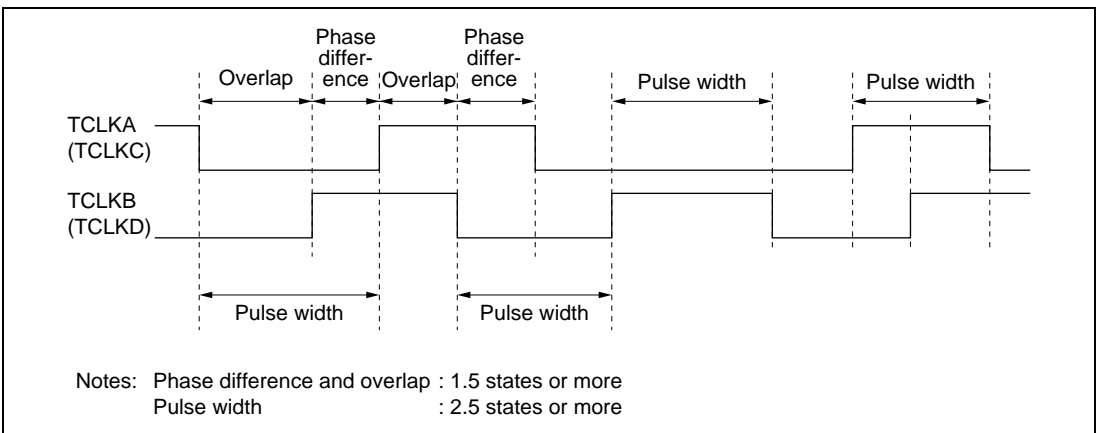 Phase
differ-
ence
Phase
differ-
ence
Overlap
Overlap
Pulse width
Pulse width
TCLKA
(TCLKC)
TCLKB
(TCLKD)
Pulse width
Pulse width
Notes: Phase difference and overlap : 1.5 states or more
Pulse width : 2.5 states or more